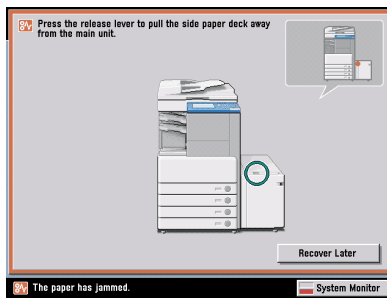 Press the release lever to pull the side paper deck away
from the main unit.
Recover Later
The paper has jammed.
System Monitor